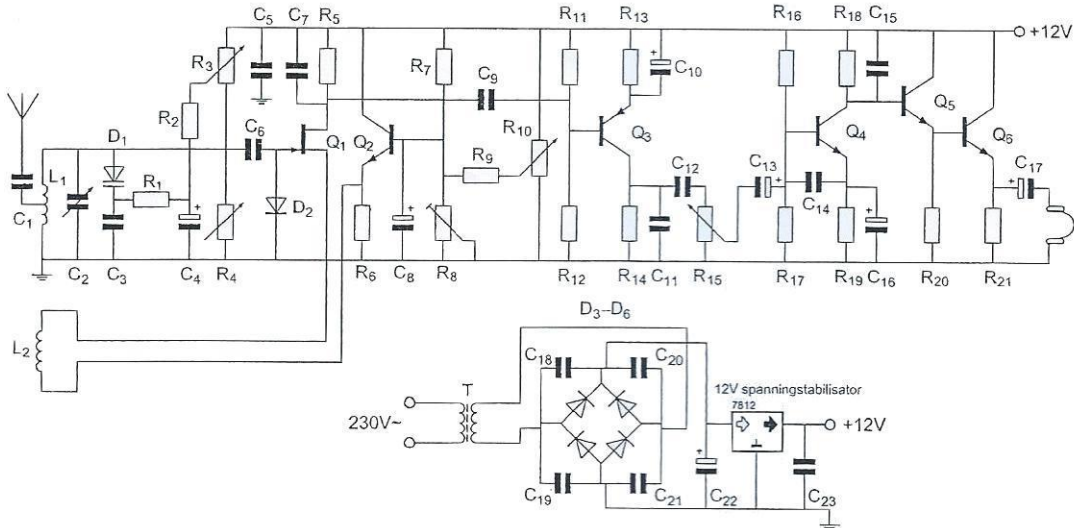 C5 C7 R5 R11 R13 R16 R18 C15
+12V
R3 R7 C9 C10
R2 R10
C6 Q1 Q2 Q3 Q4 Q5 Q6
D1 R9
L1 R1 C12 C13 C17
C1 D2 C14
C2 C3 C4 R4 R6 C8 R8 R12 R14 C11 R15 R17 R19 C16 R20 R21
D3–D6
L2
C18 C20
T 12V spanningstabilisator
7812
230V~ +12V
C19 C21 C22 C23